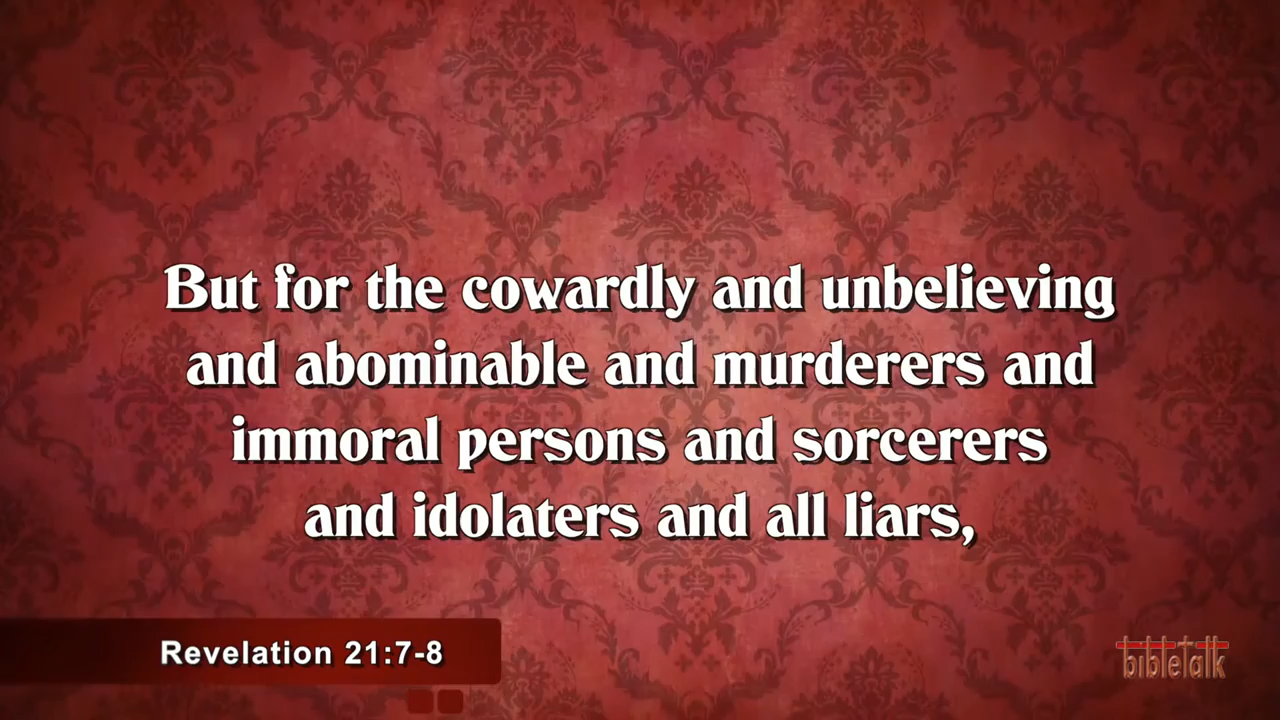 But for the cowardly and unbelieving
and abominable and murderers and
immoral persons and sorcerers
and idolaters and all liars,
Revelation 21:7-8
bibletalk